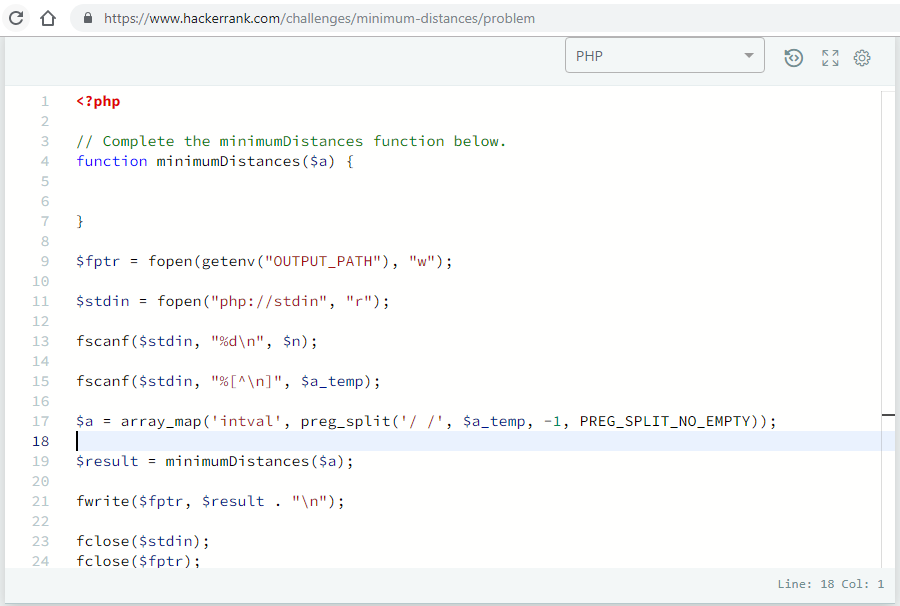 https://www.hackerrank.com/challenges/minimum-distances/problem
PHP
1 <?php
2
3 // Complete the minimumDistances function below.
4 function minimumDistances($a) {
5
6
7 }
8
9 $fptr = fopen(getenv("OUTPUT_PATH"), "w");
10
11 $stdin = fopen("php://stdin", "r");
12
13 fscanf($stdin, "%d\n", $n);
14
15 fscanf($stdin, "%[^\n]", $a_temp);
16
17 $a = array_map('intval', preg_split('/ /', $a_temp, -1, PREG_SPLIT_NO_EMPTY));
18
19 $result = minimumDistances($a);
20
21 fwrite($fptr, $result . "\n");
22
23 fclose($stdin);
24 fclose($fptr);
Line: 18 Col: 1